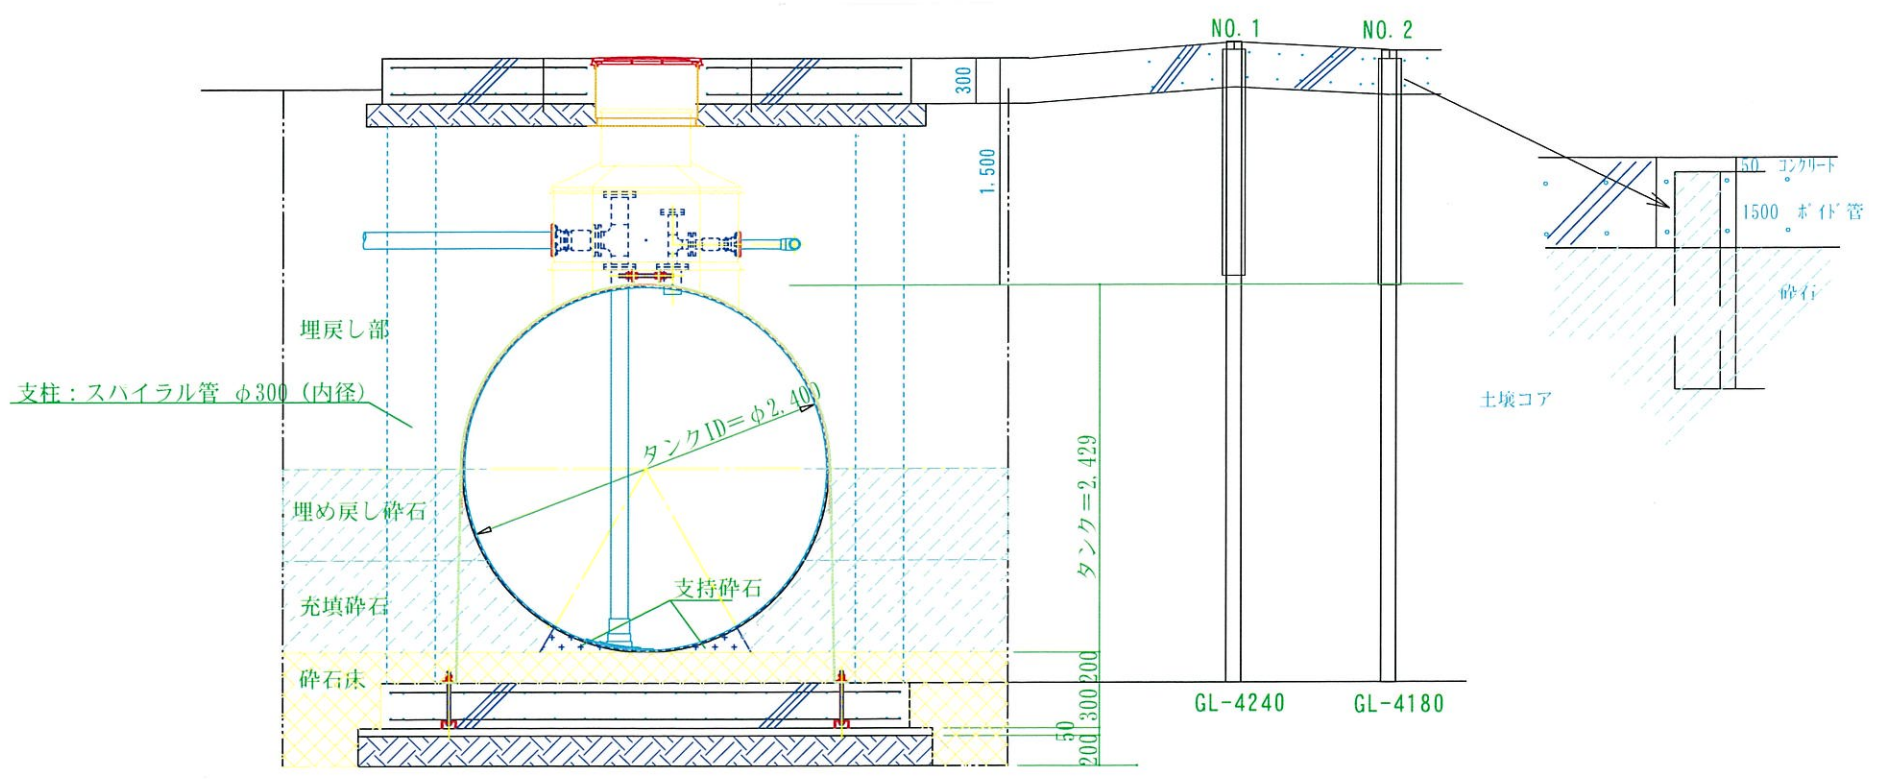 NO. 1
NO. 2
300
1.500
50 コンクリート
1500 ボイド管
砕石
土壌コア
埋戻し部
支柱：スハイラル管 φ300（内径）
タンクID＝φ2.400
タンク＝2.429
埋め戻し砕石
充填砕石
支持砕石
砕石床
200
300
50
200
GL-4240
GL-4180